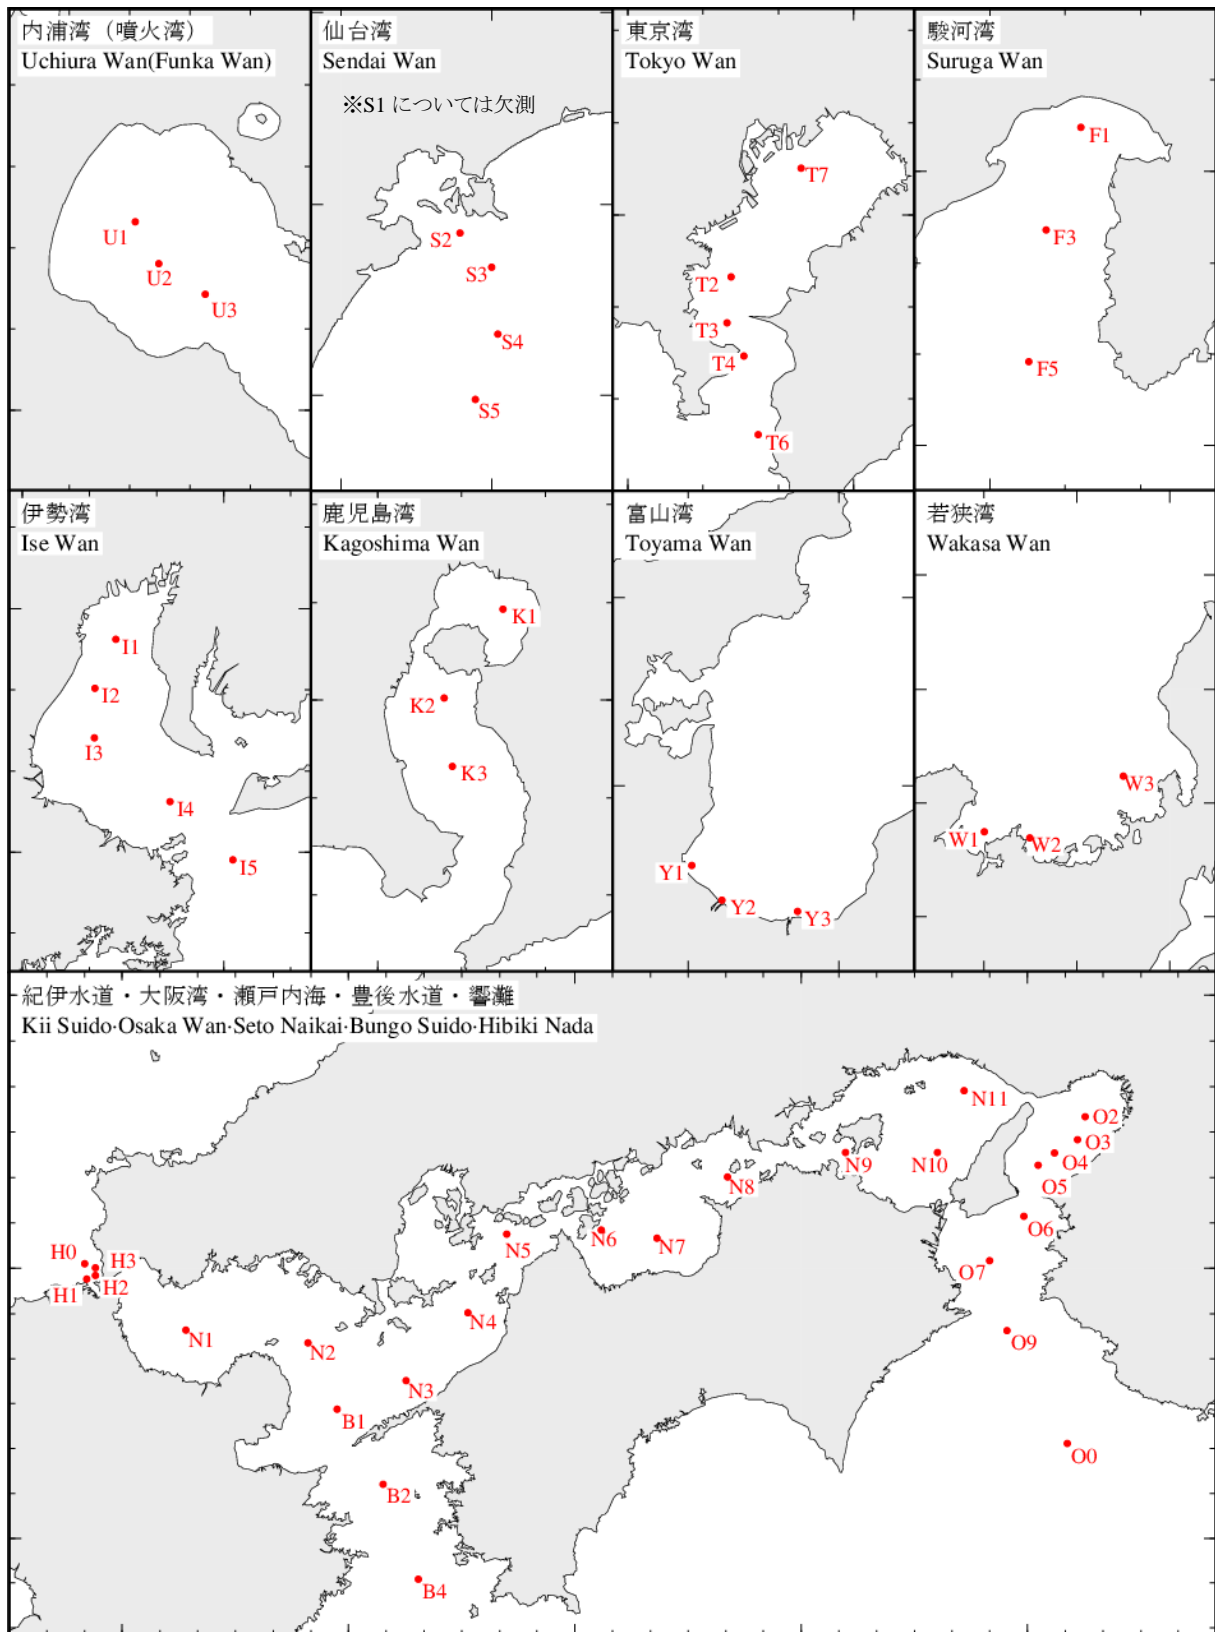 内浦湾（噴火湾）
Uchiura Wan(Funka Wan)
U1
U2
U3
仙台湾
Sendai Wan
※S1 については欠測
S2
S3
S4
S5
東京湾
Tokyo Wan
T7
T2
T3
T4
T6
駿河湾
Suruga Wan
F1
F3
F5
伊勢湾
Ise Wan
I1
I2
I3
I4
I5
鹿児島湾
Kagoshima Wan
K1
K2
K3
富山湾
Toyama Wan
Y1
Y2
Y3
若狭湾
Wakasa Wan
W3
W1
W2
紀伊水道・大阪湾・瀬戸内海・豊後水道・響灘
Kii Suido·Osaka Wan·Seto Naikai·Bungo Suido·Hibiki Nada
N11
O2
O3
O4
O5
N9
N10
N8
O6
N6
N7
N5
H0
H3
H2
H1
O7
N4
N1
N2
O9
N3
B1
O0
B2
B4